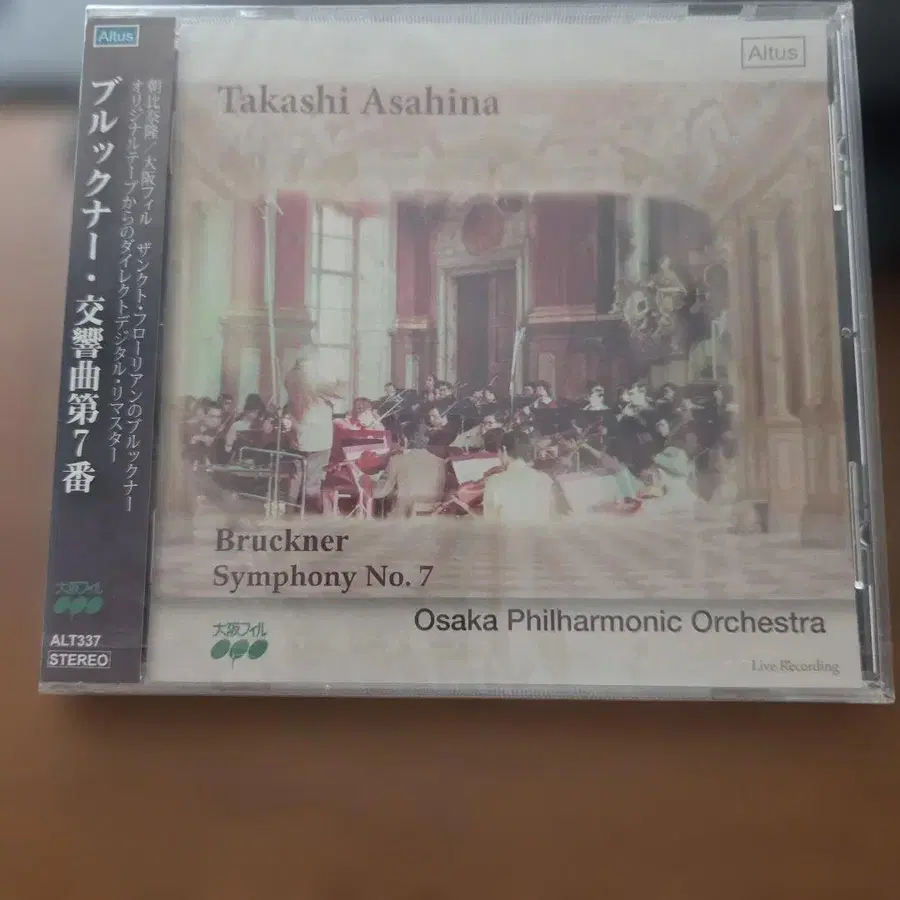 Altus
朝比奈隆/大阪フィル ザンクト・フローリアンのブルックナー
オリジナルテープからのダイレクトデジタル・リマスター
ブルックナー・交響曲第7番
大阪フィル
ALT337
STEREO
Altus
Takashi Asahina
Bruckner
Symphony No. 7
大阪フィル
Osaka Philharmonic Orchestra
Live Recording